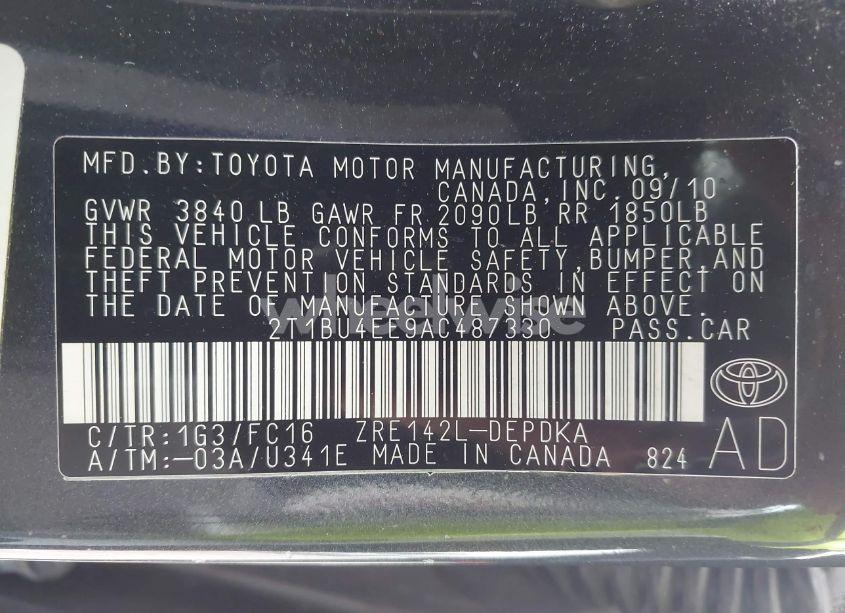 MFD.BY:TOYOTA MOTOR MANUFACTURING,
CANADA,INC. 09/10
GVWR 3840 LB GAWR FR 2090LB RR 1850LB
THIS VEHICLE CONFORMS TO ALL APPLICABLE
FEDERAL MOTOR VEHICLE SAFETY,BUMPER,AND
THEFT PREVENTION STANDARDS IN EFFECT ON
THE DATE OF MANUFACTURE SHOWN ABOVE.
wheelwise
2T1BU4EE9AC487330 PASS.CAR
C/TR:1G3/FC16 ZRE142L-DEPDKA
A/TM:-03A/U341E MADE IN CANADA 824
AD